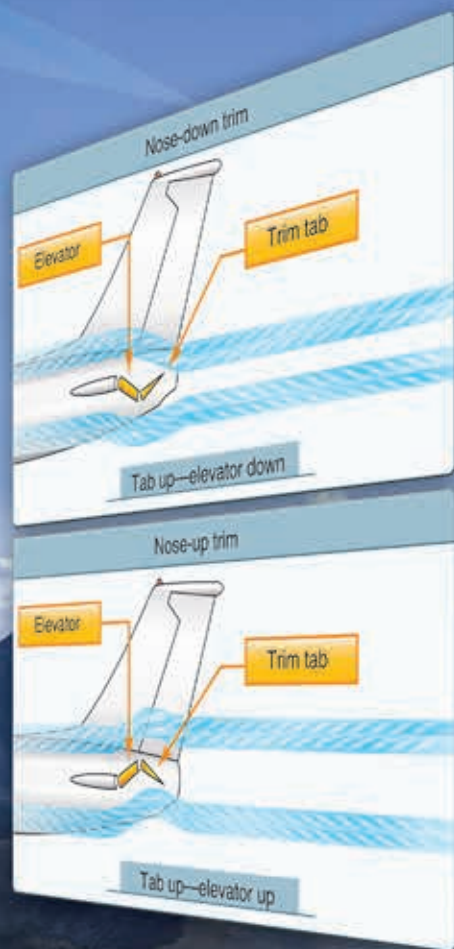 Nose-down trim
Elevator
Trim tab
Tab up—elevator down
Nose-up trim
Elevator
Trim tab
Tab up—elevator up